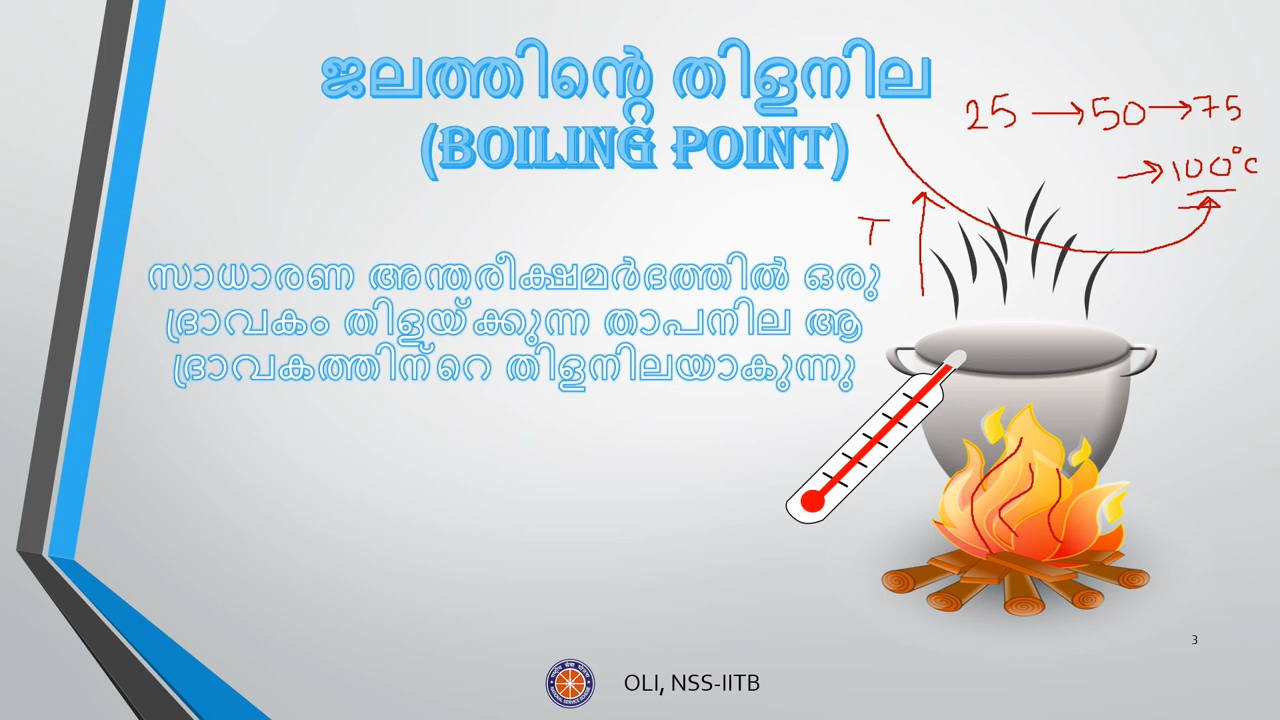 ജലത്തിന്റെ തിളനില
(BOILING POINT)
25 → 50 → 75
→ 100°C
T
സാധാരണ അന്തരീക്ഷമർദത്തിൽ ഒരു
ദ്രാവകം തിളയ്ക്കുന്ന താപനില ആ
ദ്രാവകത്തിന്റെ തിളനിലയാകുന്നു
3
OLI, NSS-IITB